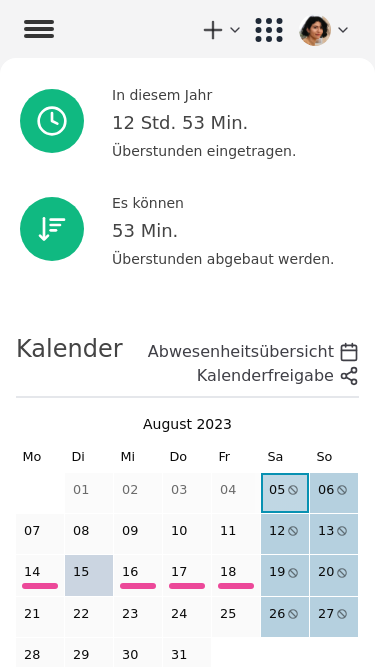 In diesem Jahr
12 Std. 53 Min.
Überstunden eingetragen.
Es können
53 Min.
Überstunden abgebaut werden.
Kalender
Abwesenheitsübersicht
Kalenderfreigabe
August 2023
Mo Di Mi Do Fr Sa So
01 02 03 04 05 06
07 08 09 10 11 12 13
14 15 16 17 18 19 20
21 22 23 24 25 26 27
28 29 30 31